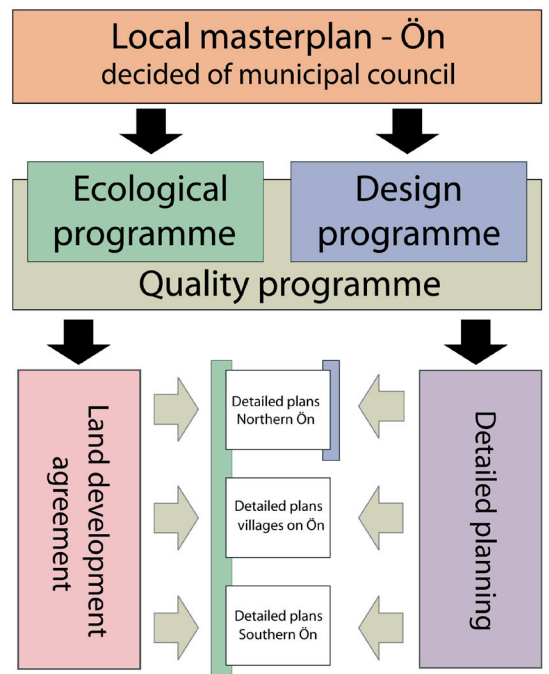 Local masterplan - Ön
decided of municipal council
Ecological
programme
Design
programme
Quality programme
Land development
agreement
Detailed plans
Northern Ön
Detailed plans
villages on Ön
Detailed plans
Southern Ön
Detailed planning